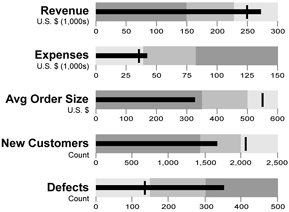 Revenue
U.S. $ (1,000s)
0 50 100 150 200 250 300
Expenses
U.S. $ (1,000s)
0 25 50 75 100 125 150
Avg Order Size
U.S. $
0 100 200 300 400 500 600
New Customers
Count
0 500 1,000 1,500 2,000 2,500
Defects
Count
0 100 200 300 400 500